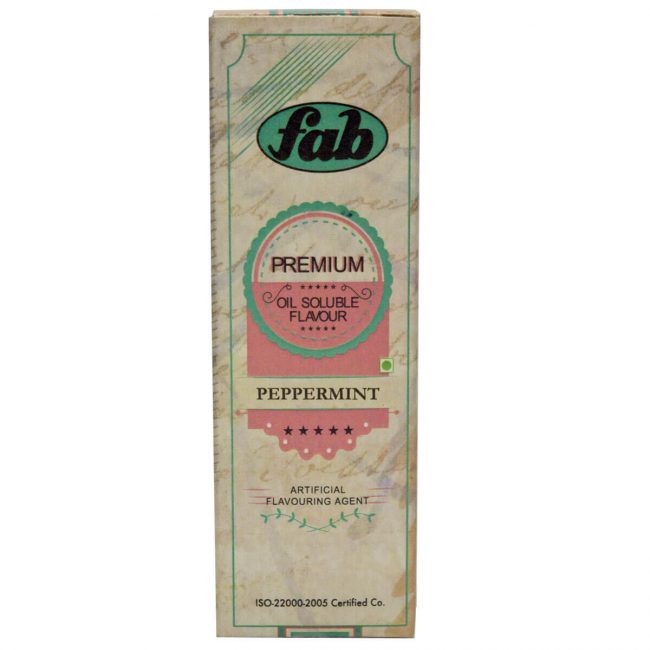 fab
PREMIUM
OIL SOLUBLE
FLAVOUR
PEPPERMINT
ARTIFICIAL
FLAVOURING AGENT
ISO-22000-2005 Certified Co.